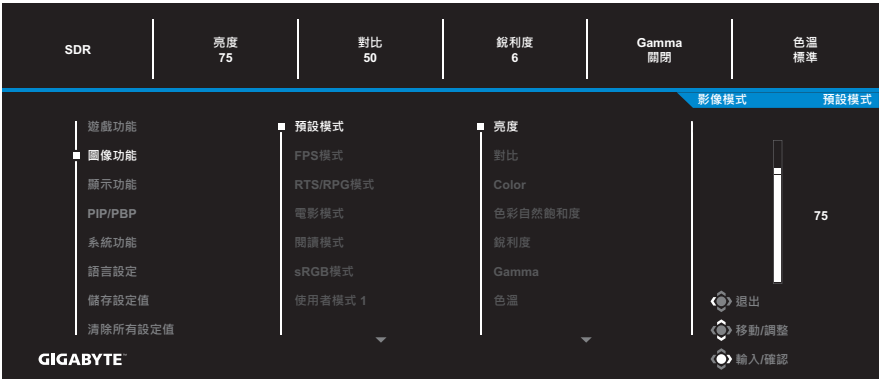 SDR
亮度
75
對比
50
銳利度
6
Gamma
關閉
色溫
標準
影像模式
預設模式
遊戲功能
圖像功能
顯示功能
PIP/PBP
系統功能
語言設定
儲存設定值
清除所有設定值
預設模式
FPS模式
RTS/RPG模式
電影模式
閱讀模式
sRGB模式
使用者模式 1
亮度
對比
Color
色彩自然飽和度
銳利度
Gamma
色溫
75
退出
移動/調整
輸入/確認
GIGABYTE™